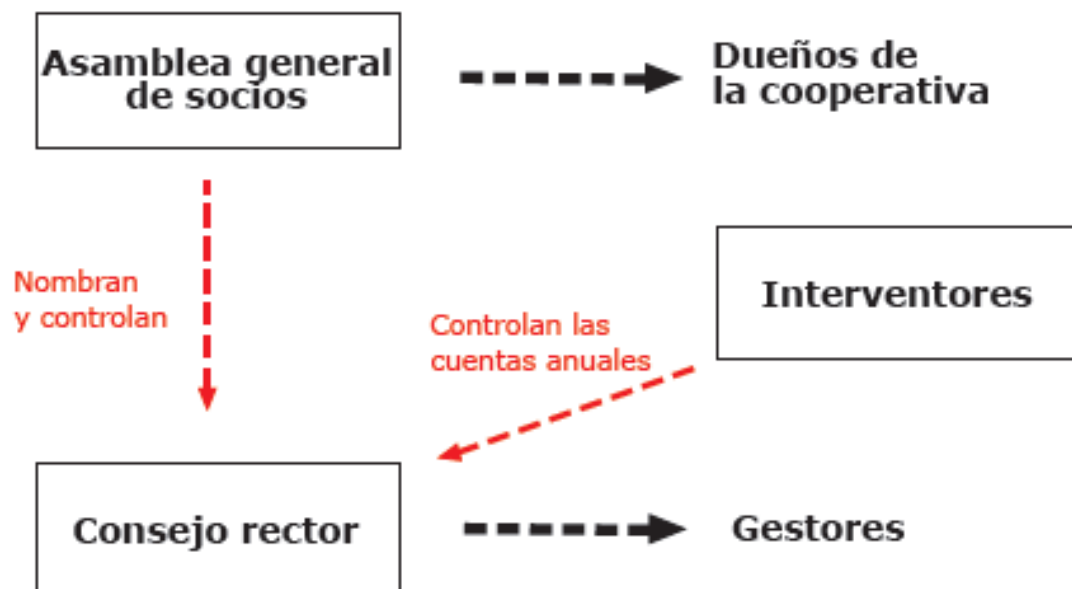 Asamblea general
de socios
Dueños de
la cooperativa
Nombran
y controlan
Interventores
Controlan las
cuentas anuales
Consejo rector
Gestores